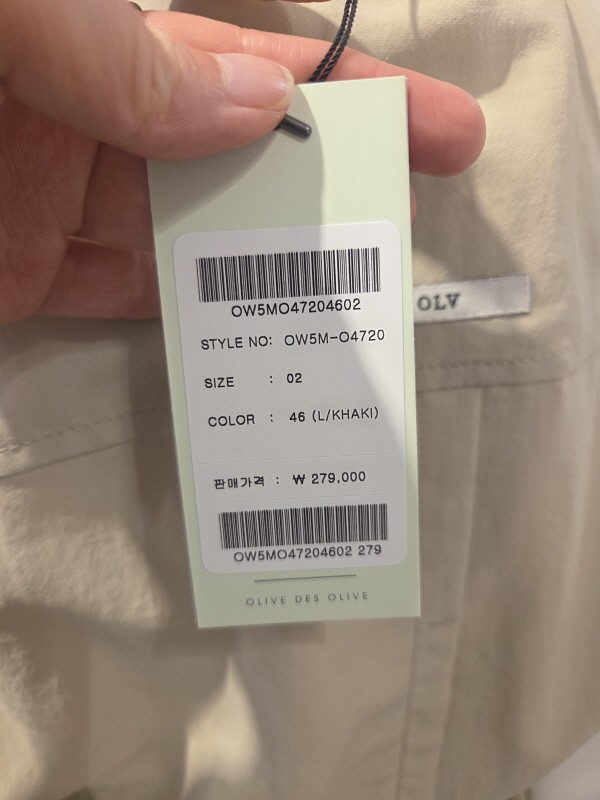 OW5MO47204602
OLV
STYLE NO: OW5M-O4720
SIZE : 02
COLOR : 46 (L/KHAKI)
판매가격 : ₩ 279,000
OW5MO47204602 279
OLIVE DES OLIVE